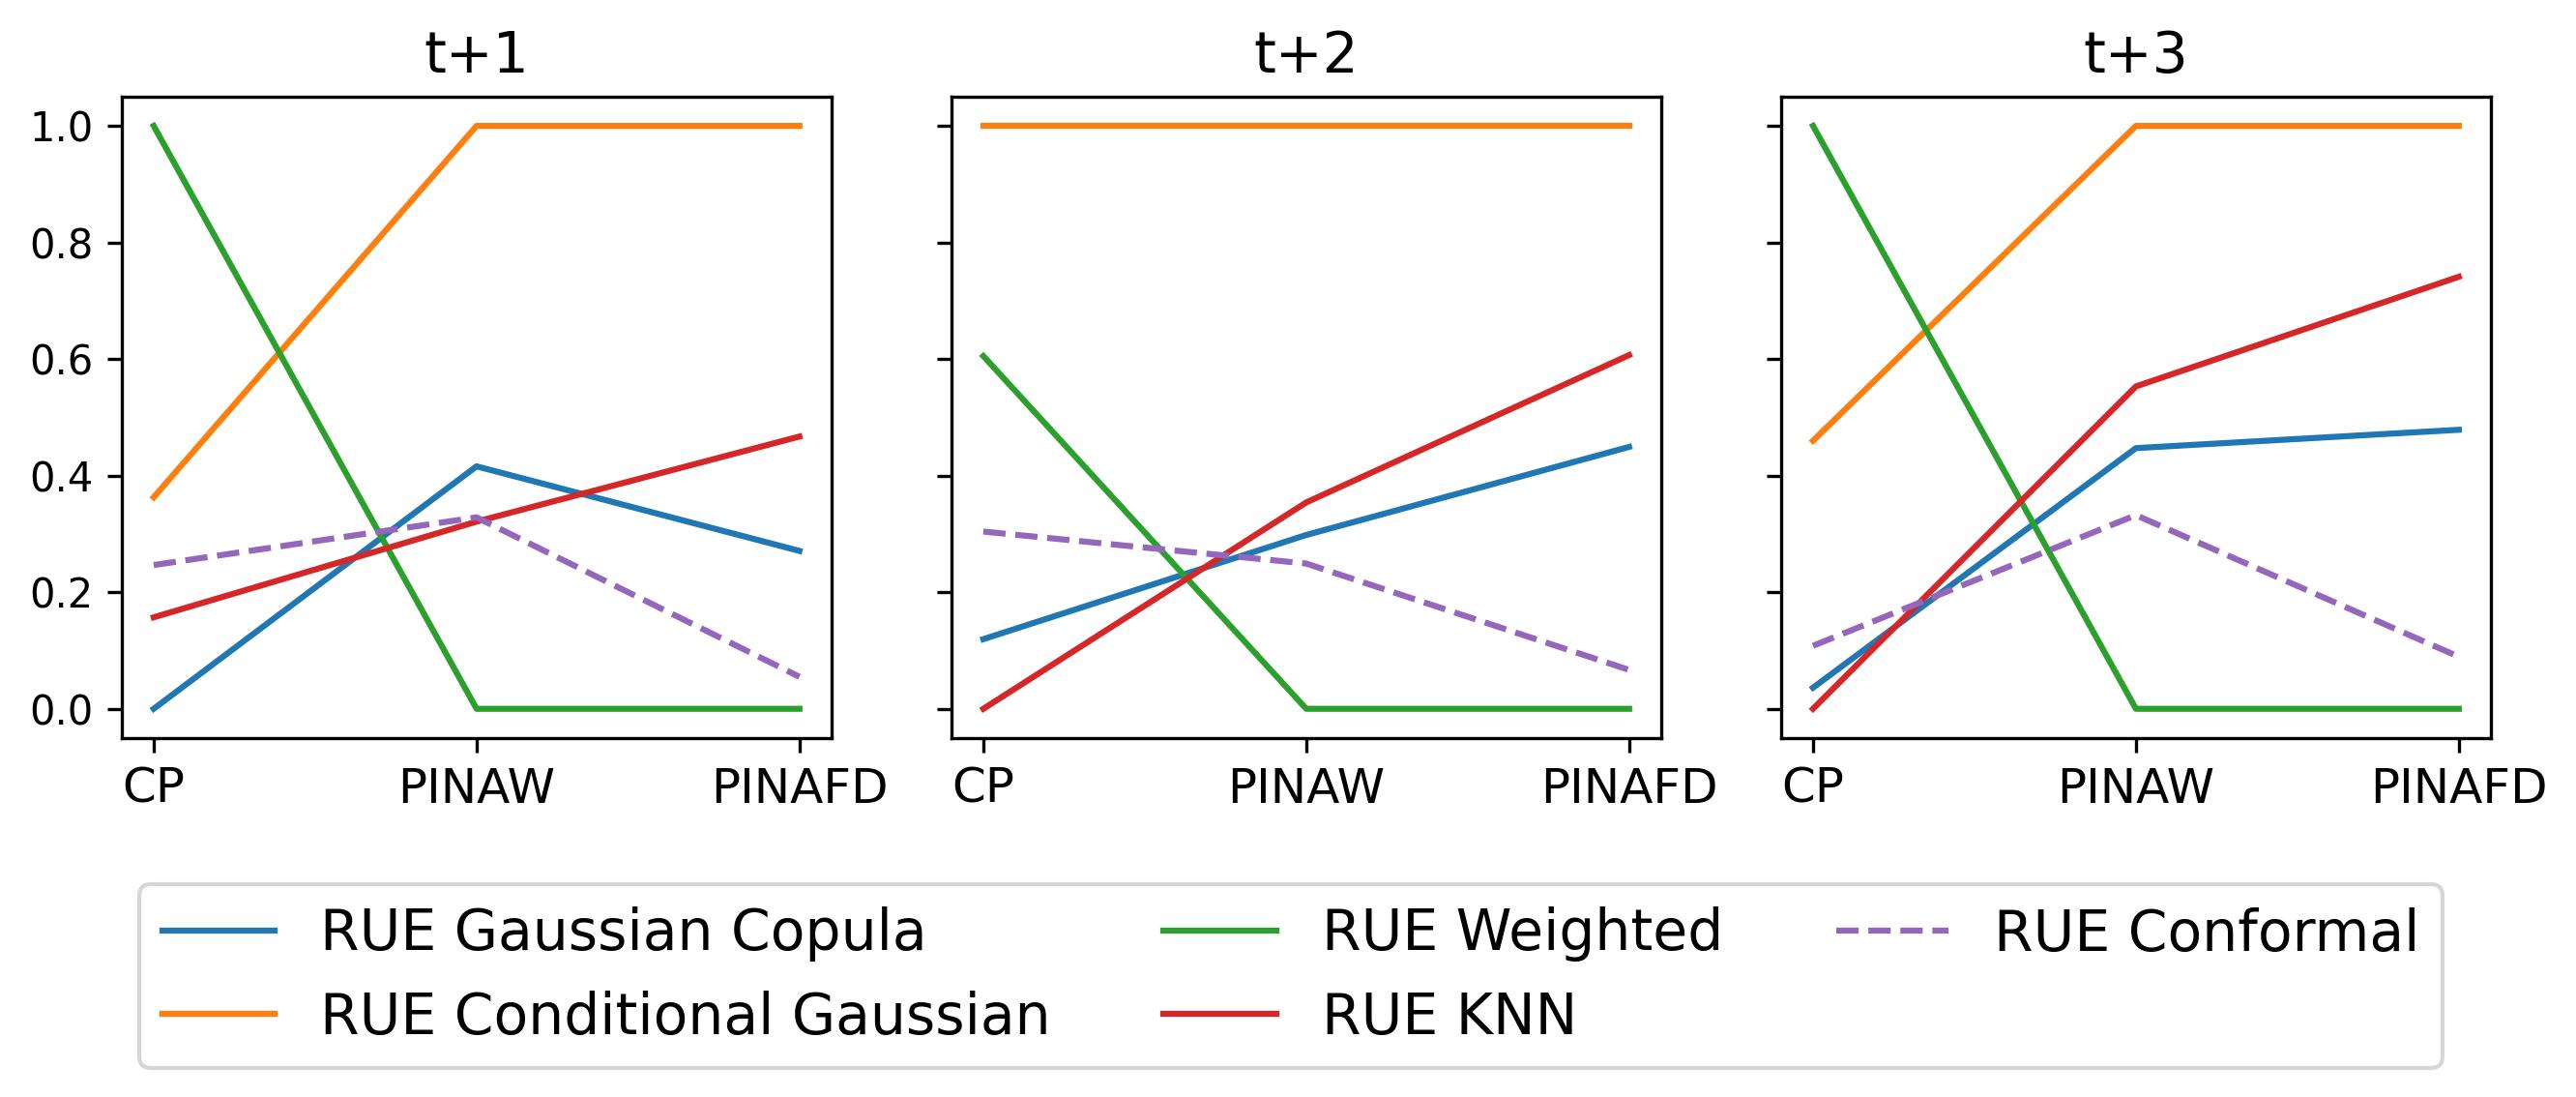 t+1 t+2 t+3
1.0
0.8
0.6
0.4
0.2
0.0
CP PINAW PINAFD CP PINAW PINAFD CP PINAW PINAFD
RUE Gaussian Copula RUE Weighted RUE Conformal
RUE Conditional Gaussian RUE KNN